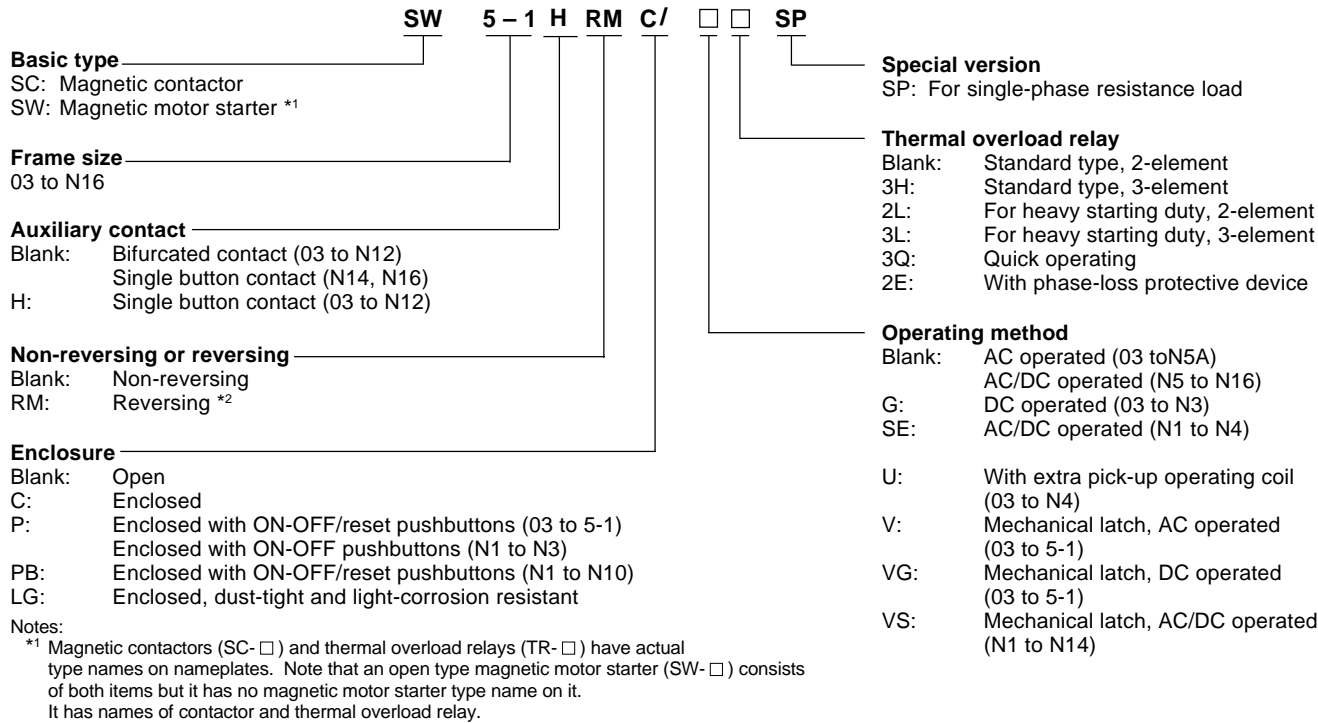 SW 5 – 1 H RM C/ □ □ SP
Basic type
SC: Magnetic contactor
SW: Magnetic motor starter *1
Frame size
03 to N16
Auxiliary contact
Blank: Bifurcated contact (03 to N12)
Single button contact (N14, N16)
H: Single button contact (03 to N12)
Non-reversing or reversing
Blank: Non-reversing
RM: Reversing *2
Enclosure
Blank: Open
C: Enclosed
P: Enclosed with ON-OFF/reset pushbuttons (03 to 5-1)
Enclosed with ON-OFF pushbuttons (N1 to N3)
PB: Enclosed with ON-OFF/reset pushbuttons (N1 to N10)
LG: Enclosed, dust-tight and light-corrosion resistant
Notes:
*1 Magnetic contactors (SC- □ ) and thermal overload relays (TR- □ ) have actual
type names on nameplates. Note that an open type magnetic motor starter (SW- □ ) consists
of both items but it has no magnetic motor starter type name on it.
It has names of contactor and thermal overload relay.
Special version
SP: For single-phase resistance load
Thermal overload relay
Blank: Standard type, 2-element
3H: Standard type, 3-element
2L: For heavy starting duty, 2-element
3L: For heavy starting duty, 3-element
3Q: Quick operating
2E: With phase-loss protective device
Operating method
Blank: AC operated (03 toN5A)
AC/DC operated (N5 to N16)
G: DC operated (03 to N3)
SE: AC/DC operated (N1 to N4)
U: With extra pick-up operating coil
(03 to N4)
V: Mechanical latch, AC operated
(03 to 5-1)
VG: Mechanical latch, DC operated
(03 to 5-1)
VS: Mechanical latch, AC/DC operated
(N1 to N14)